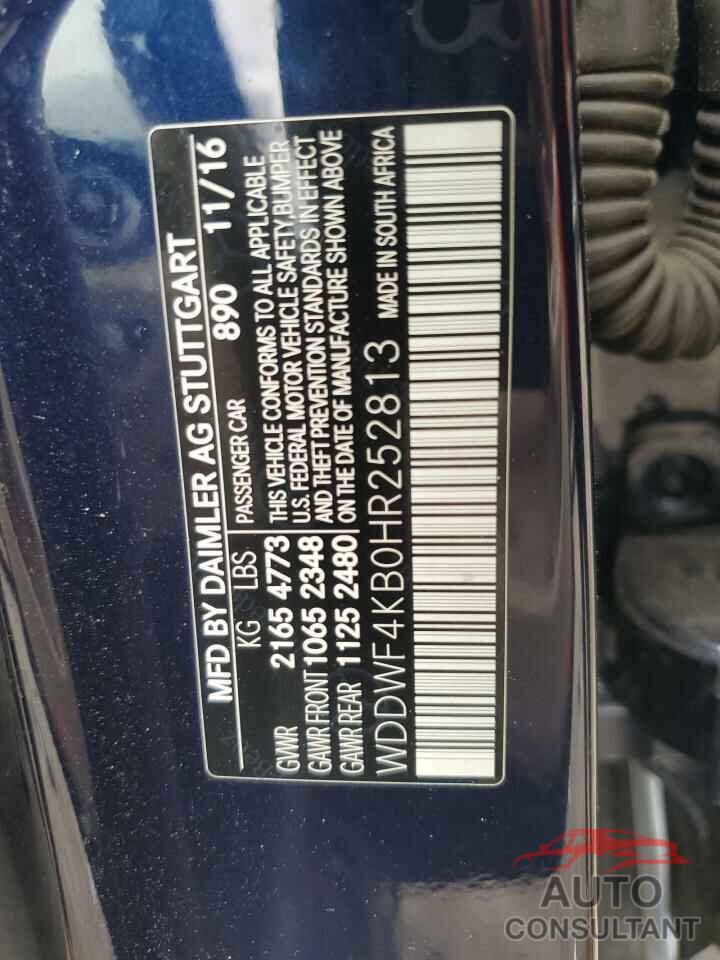 MFD BY DAIMLER AG STUTTGART
890 11/16
KG LBS PASSENGER CAR
GVWR 2165 4773 THIS VEHICLE CONFORMS TO ALL APPLICABLE
U.S. FEDERAL MOTOR VEHICLE SAFETY, BUMPER
GAWR FRONT 1065 2348 AND THEFT PREVENTION STANDARDS IN EFFECT
GAWR REAR 1125 2480 ON THE DATE OF MANUFACTURE SHOWN ABOVE
WDDWF4KB0HR252813 MADE IN SOUTH AFRICA
AUTO
CONSULTANT